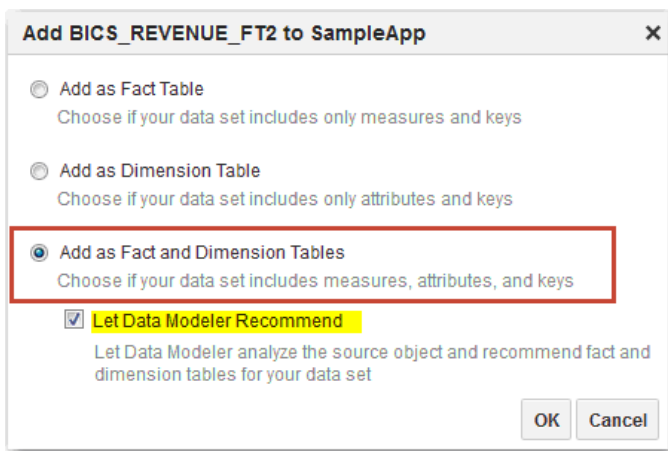 Add BICS_REVENUE_FT2 to SampleApp
Add as Fact Table
Choose if your data set includes only measures and keys
Add as Dimension Table
Choose if your data set includes only attributes and keys
Add as Fact and Dimension Tables
Choose if your data set includes measures, attributes, and keys
Let Data Modeler Recommend
Let Data Modeler analyze the source object and recommend fact and
dimension tables for your data set
OK Cancel